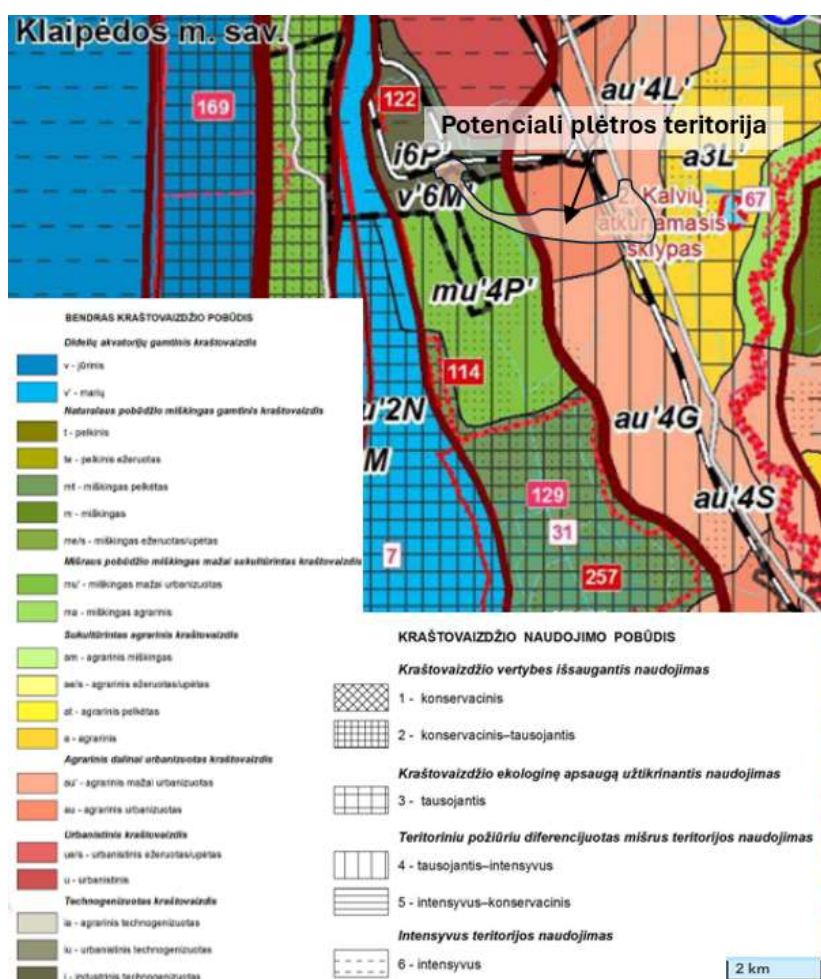 Klaipėdos m. sav.
169
122
au'4L'
Potenciali plėtros teritorija
i6P'
a3L'
v'6M'
2. Kalvių
atkuriamasis
sklypas
67
mu'4P'
114
u'2N
M
au'4G
au'4S
129
31
7
257
BENDRAS KRAŠTOVAIZDŽIO POBŪDIS
Didelių akvatorijų gamtinis kraštovaizdis
v - jūrinis
v' - marių
Natūralaus pobūdžio miškingas gamtinis kraštovaizdis
t - pelkinis
te - pelkinis ežeruotas
mt - miškingas pelkėtas
m - miškingas
me/s - miškingas ežeruotas/upėtas
Mišraus pobūdžio miškingas mažai sukultūrintas kraštovaizdis
mu' - miškingas mažai urbanizuotas
ma - miškingas agrarinis
Sukultūrintas agrarinis kraštovaizdis
am - agrarinis miškingas
ae/s - agrarinis ežeruotas/upėtas
at - agrarinis pelkėtas
a - agrarinis
Agrarinis dalinai urbanizuotas kraštovaizdis
au' - agrarinis mažai urbanizuotas
au - agrarinis urbanizuotas
Urbanistinis kraštovaizdis
ue/s - urbanistinis ežeruotas/upėtas
u - urbanistinis
Technogenizuotas kraštovaizdis
ia - agrarinis technogenizuotas
iu - urbanistinis technogenizuotas
i - industrinis technogenizuotas
KRAŠTOVAIZDŽIO NAUDOJIMO POBŪDIS
Kraštovaizdžio vertybes išsaugantis naudojimas
1 - konservacinis
2 - konservacinis–tausojantis
Kraštovaizdžio ekologinę apsaugą užtikrinantis naudojimas
3 - tausojantis
Teritoriniu požiūriu diferencijuotas mišrus teritorijos naudojimas
4 - tausojantis–intensyvus
5 - intensyvus–konservacinis
Intensyvus teritorijos naudojimas
6 - intensyvus
2 km